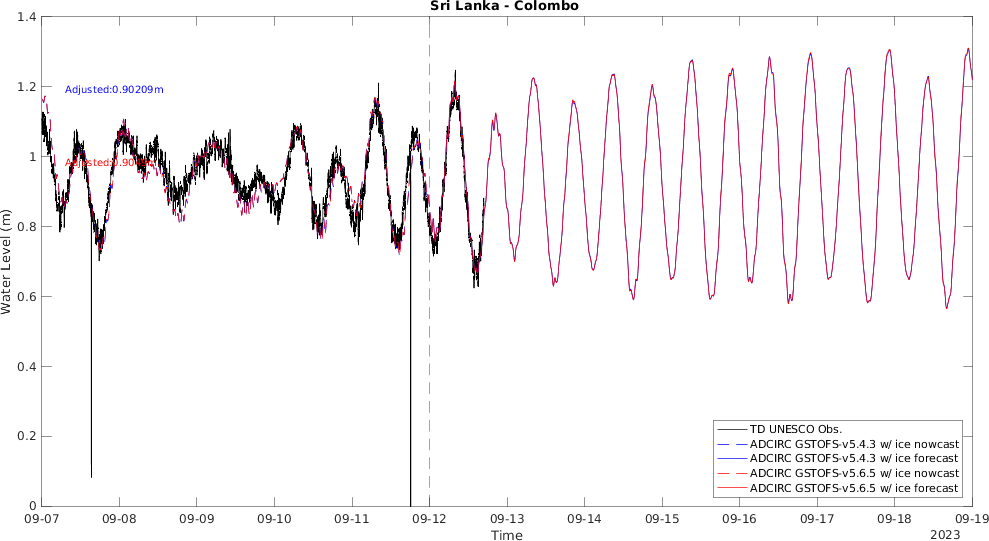 Sri Lanka - Colombo
1.4
1.2
1
0.8
0.6
0.4
0.2
0
Water Level (m)
Adjusted:0.90209m
TD UNESCO Obs.
ADCIRC GSTOFS-v5.4.3 w/ ice nowcast
ADCIRC GSTOFS-v5.4.3 w/ ice forecast
ADCIRC GSTOFS-v5.6.5 w/ ice nowcast
ADCIRC GSTOFS-v5.6.5 w/ ice forecast
09-07 09-08 09-09 09-10 09-11 09-12 09-13 09-14 09-15 09-16 09-17 09-18 09-19
Time
2023